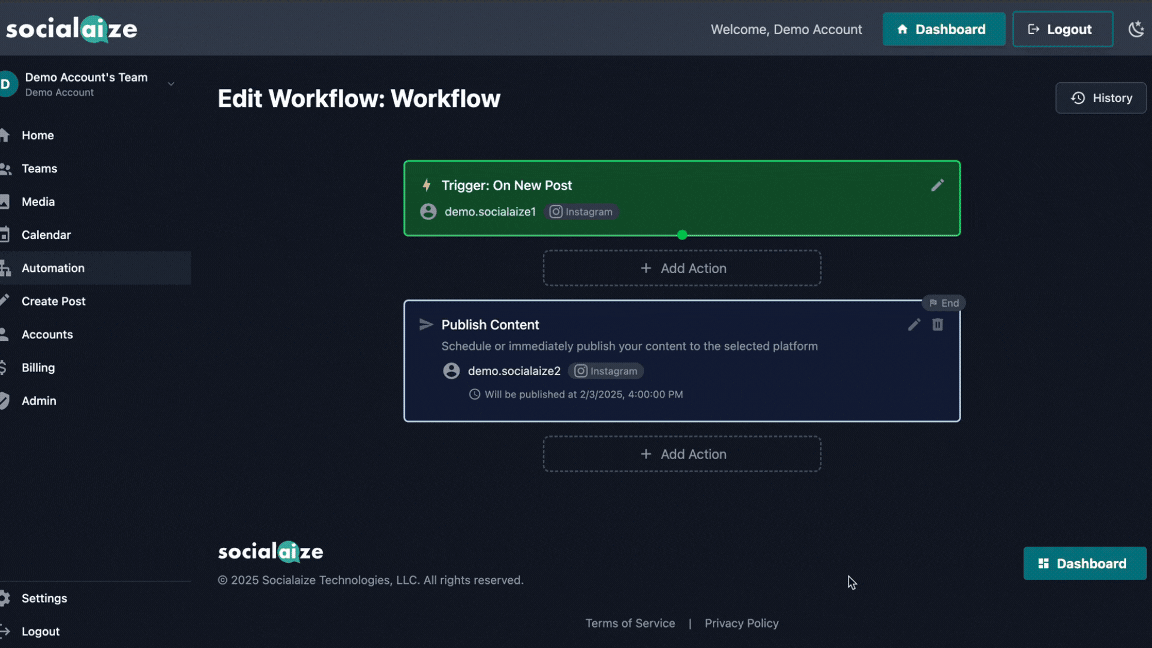 socialaize
Welcome, Demo Account
Dashboard
Logout
D
Demo Account's Team
Demo Account
Home
Teams
Media
Calendar
Automation
Create Post
Accounts
Billing
Admin
Settings
Logout
Edit Workflow: Workflow
History
Trigger: On New Post
demo.socialaize1 Instagram
+ Add Action
End
Publish Content
Schedule or immediately publish your content to the selected platform
demo.socialaize2 Instagram
Will be published at 2/3/2025, 4:00:00 PM
+ Add Action
socialaize
© 2025 Socialaize Technologies, LLC. All rights reserved.
Dashboard
Terms of Service | Privacy Policy